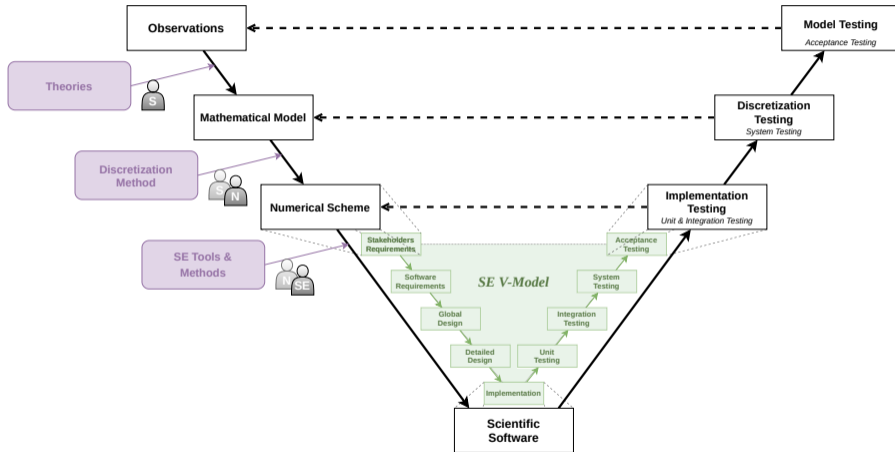 Observations
Model Testing
Acceptance Testing
Theories
S
Mathematical Model
Discretization
Testing
System Testing
Discretization
Method
S
N
Numerical Scheme
Implementation
Testing
Unit & Integration Testing
SE Tools &
Methods
N
SE
Stakeholders
Requirements
Acceptance
Testing
SE V-Model
Software
Requirements
System
Testing
Global
Design
Integration
Testing
Detailed
Design
Unit
Testing
Implementation
Scientific
Software